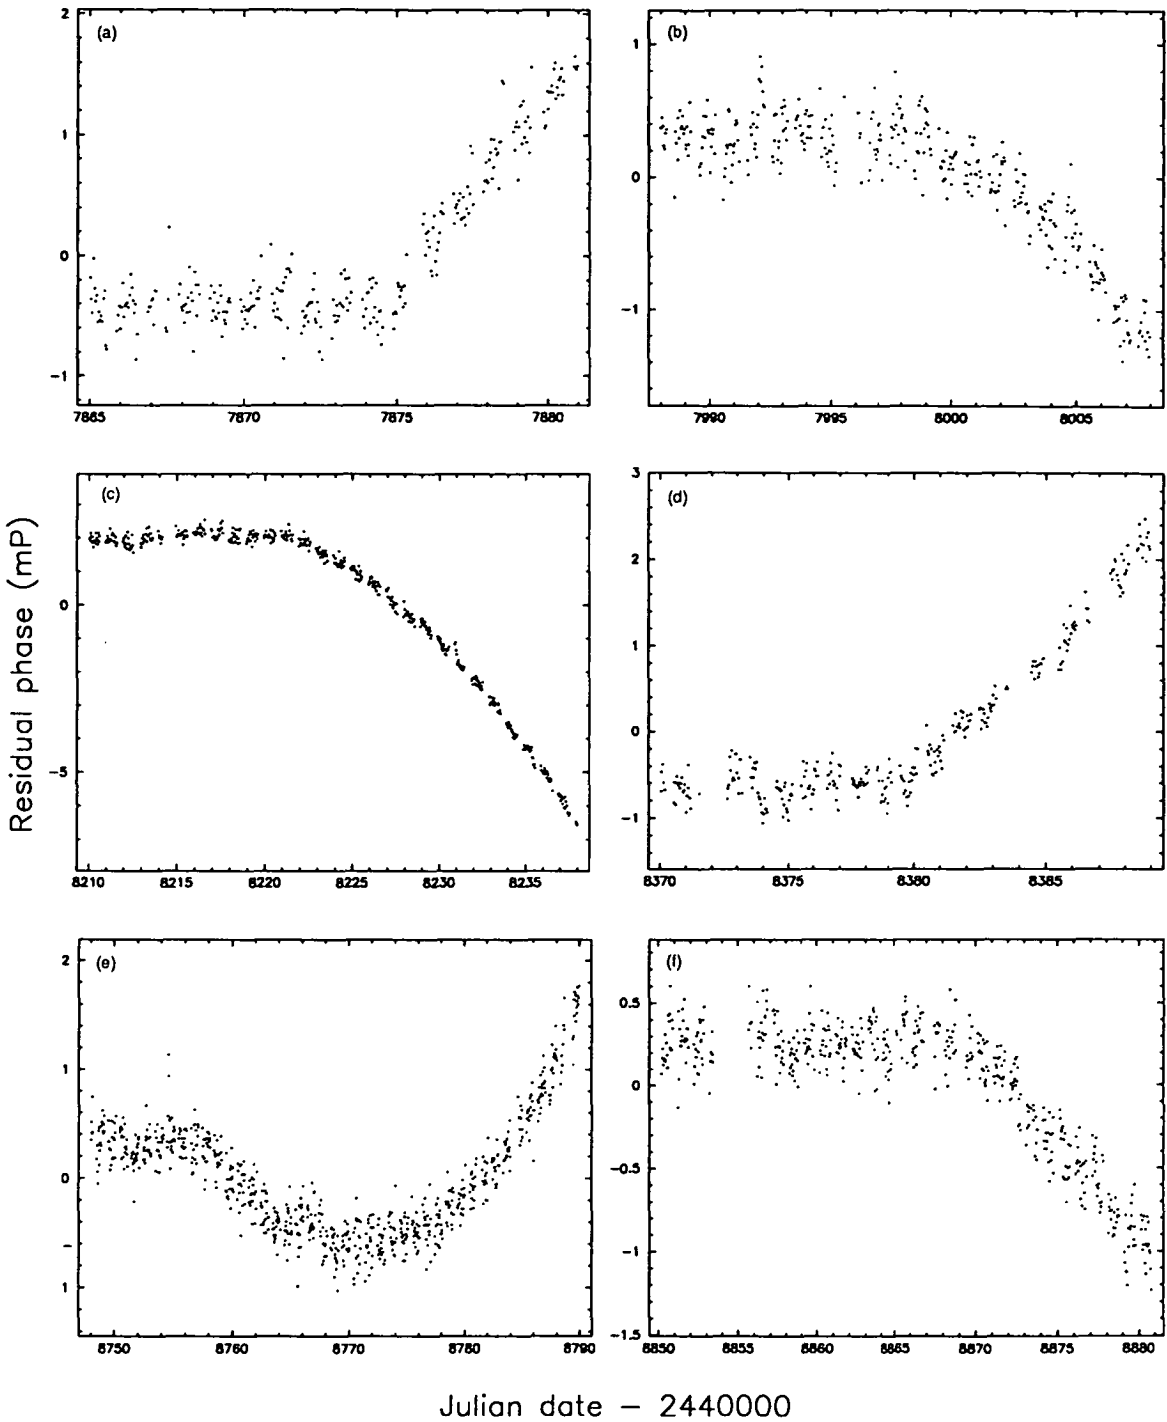 (a)
2
1
0
−1
7865 7870 7875 7880
(b)
1
0
−1
7990 7995 8000 8005
(c)
0
−5
8210 8215 8220 8225 8230 8235
(d)
3
2
1
0
−1
8370 8375 8380 8385
(e)
2
1
0
–
1
8750 8760 8770 8780 8790
(f)
0.5
0
−0.5
−1
−1.5
8850 8855 8860 8865 8870 8875 8880
Residual phase (mP)
Julian date − 2440000